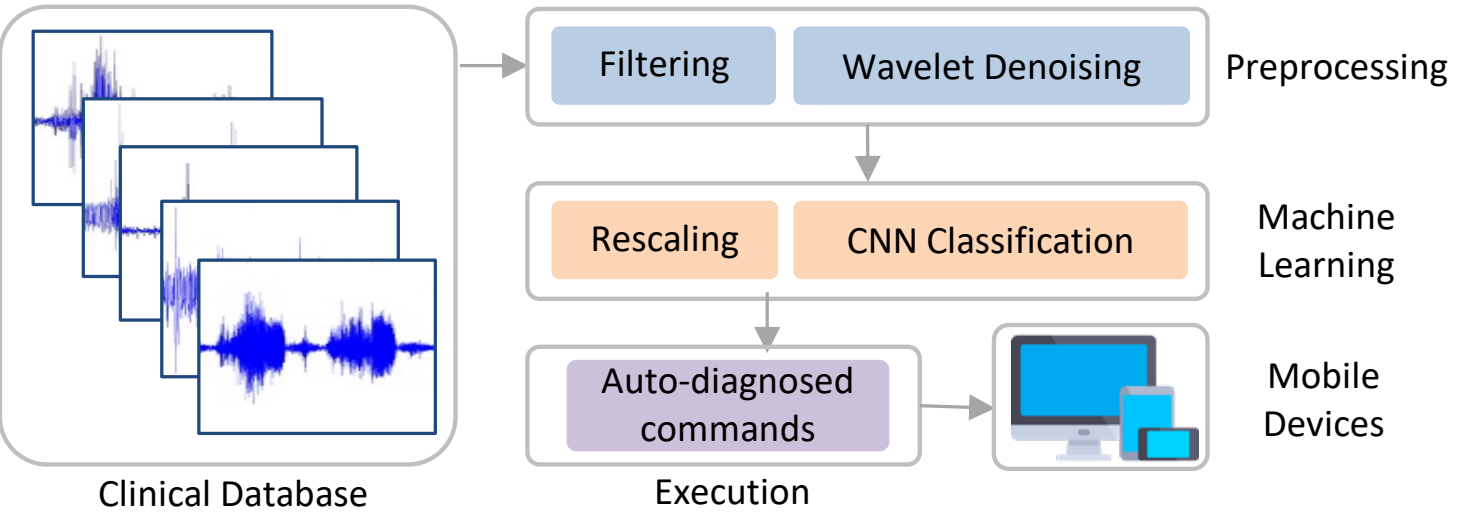 Filtering
Wavelet Denoising
Preprocessing
Rescaling
CNN Classification
Machine
Learning
Auto-diagnosed
commands
Mobile
Devices
Clinical Database
Execution